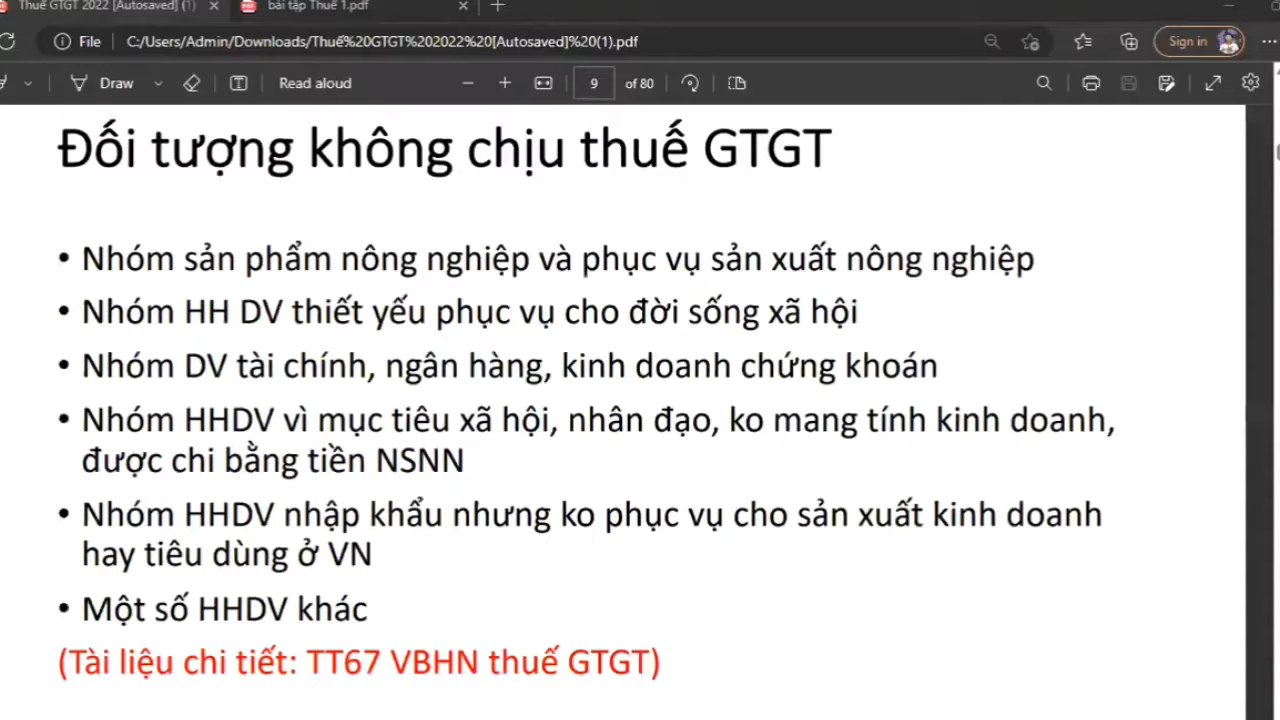 Thuế GTGT 2022 [Autosaved] (1)
bài tập Thuế 1.pdf
File
C:/Users/Admin/Downloads/Thuế%20GTGT%202022%20[Autosaved]%20(1).pdf
Sign in
Draw
Read aloud
9 of 80
Đối tượng không chịu thuế GTGT
• Nhóm sản phẩm nông nghiệp và phục vụ sản xuất nông nghiệp
• Nhóm HH DV thiết yếu phục vụ cho đời sống xã hội
• Nhóm DV tài chính, ngân hàng, kinh doanh chứng khoán
• Nhóm HHDV vì mục tiêu xã hội, nhân đạo, ko mang tính kinh doanh,
được chi bằng tiền NSNN
• Nhóm HHDV nhập khẩu nhưng ko phục vụ cho sản xuất kinh doanh
hay tiêu dùng ở VN
• Một số HHDV khác
(Tài liệu chi tiết: TT67 VBHN thuế GTGT)